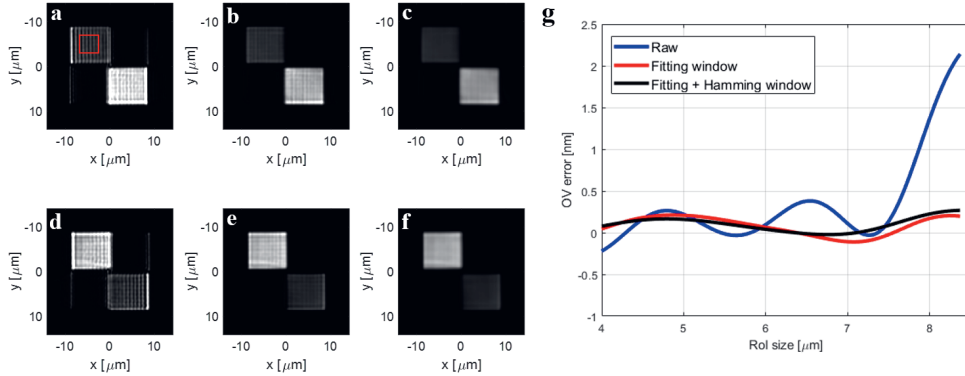 a
b
c
g
-10
0
10
y [μm]
-10 0 10
x [μm]
-10
0
10
y [μm]
-10 0 10
x [μm]
-10
0
10
y [μm]
-10 0 10
x [μm]
d
e
f
-10
0
10
y [μm]
-10 0 10
x [μm]
-10
0
10
y [μm]
-10 0 10
x [μm]
-10
0
10
y [μm]
-10 0 10
x [μm]
2.5
2
1.5
1
0.5
0
-0.5
-1
OV error [nm]
Raw
Fitting window
Fitting + Hamming window
4 5 6 7 8
RoI size [μm]